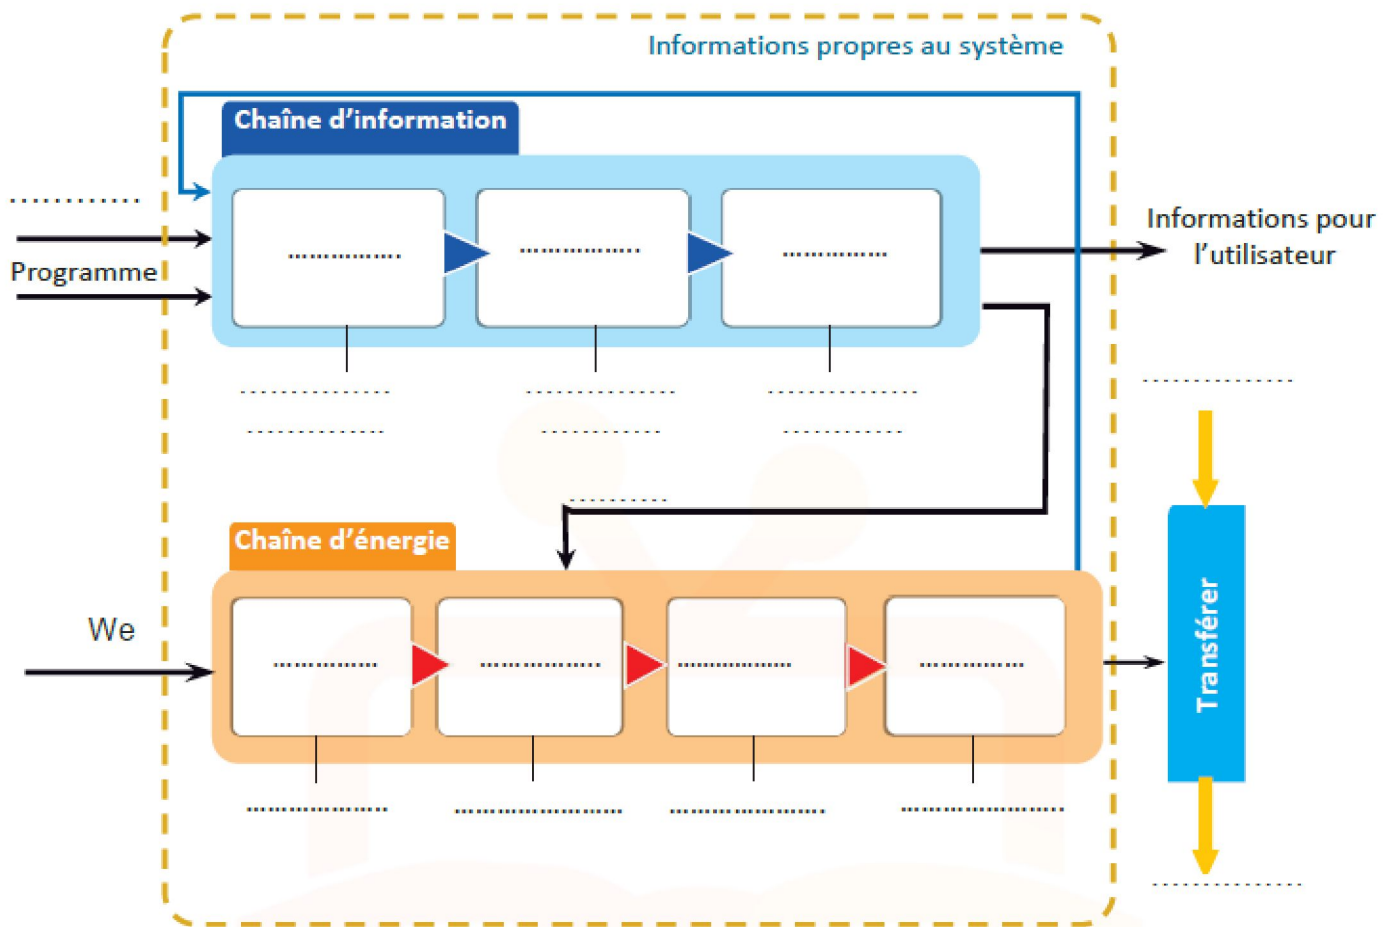 Informations propres au système
Chaîne d'information
.............
................
.................
...............
Programme
Informations pour
l'utilisateur
...............
...............
...............
...............
..............
............
............
..........
Chaîne d'énergie
We
...............
.................
................
...............
Transférer
....................
........................
......................
.......................
...............